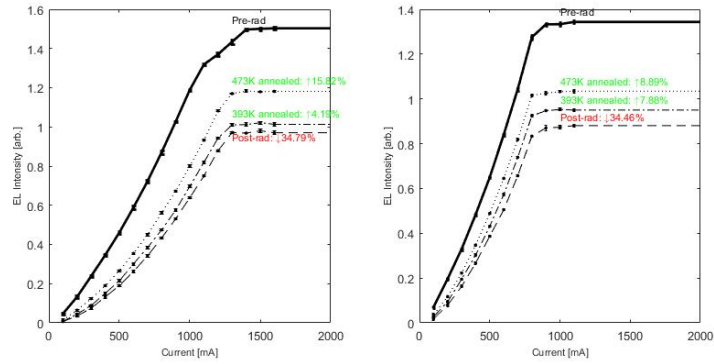 1.6
1.4
1.2
1
0.8
0.6
0.4
0.2
0
EL Intensity [arb.]
Pre-rad
473K annealed: ↑15.82%
393K annealed: ↑4.19%
Post-rad: ↓34.79%
0 500 1000 1500 2000
Current [mA]
1.4
1.2
1
0.8
0.6
0.4
0.2
0
EL Intensity [arb.]
Pre-rad
473K annealed: ↑8.89%
393K annealed: ↑7.88%
Post-rad: ↓34.46%
0 500 1000 1500 2000
Current [mA]